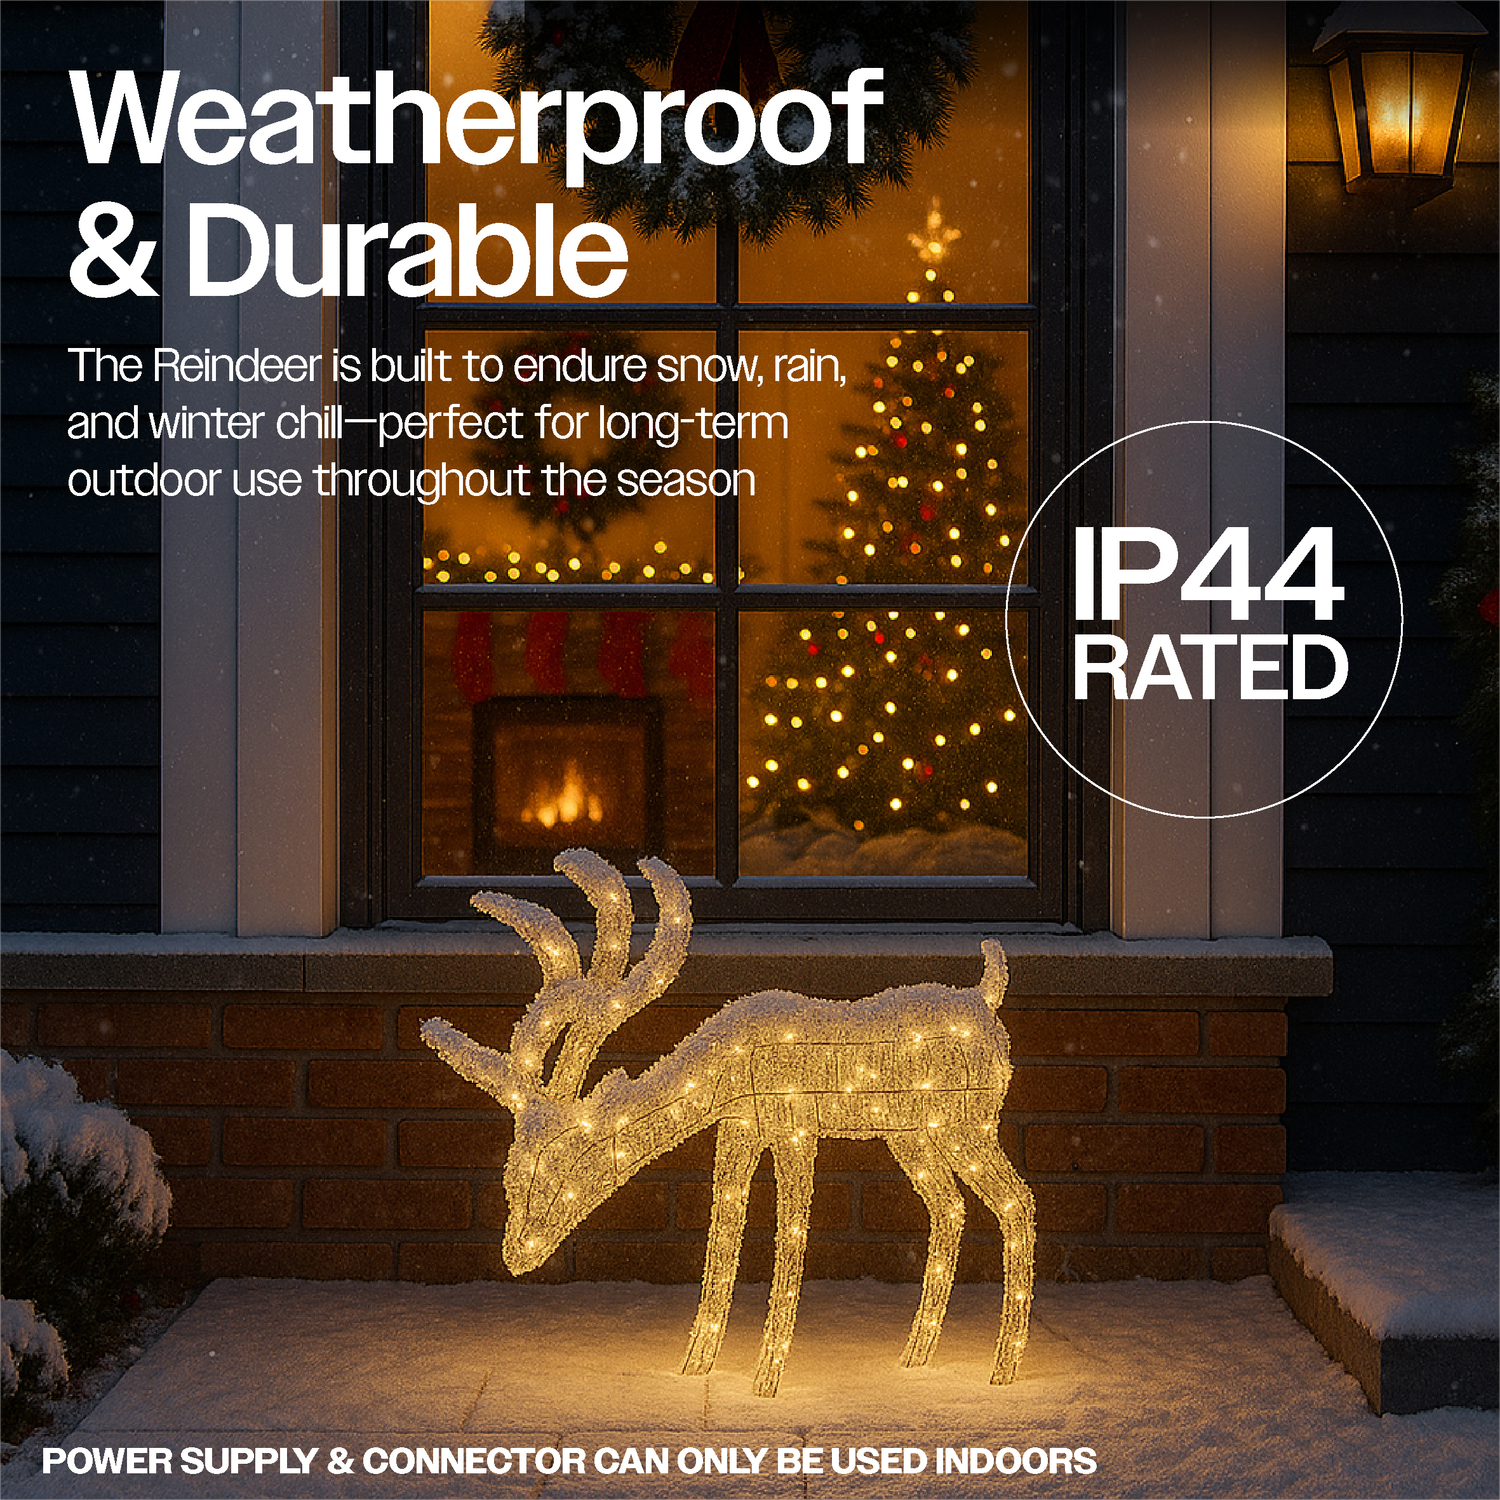 Weatherproof
& Durable
The Reindeer is built to endure snow, rain,
and winter chill—perfect for long-term
outdoor use throughout the season
IP44
RATED
POWER SUPPLY & CONNECTOR CAN ONLY BE USED INDOORS